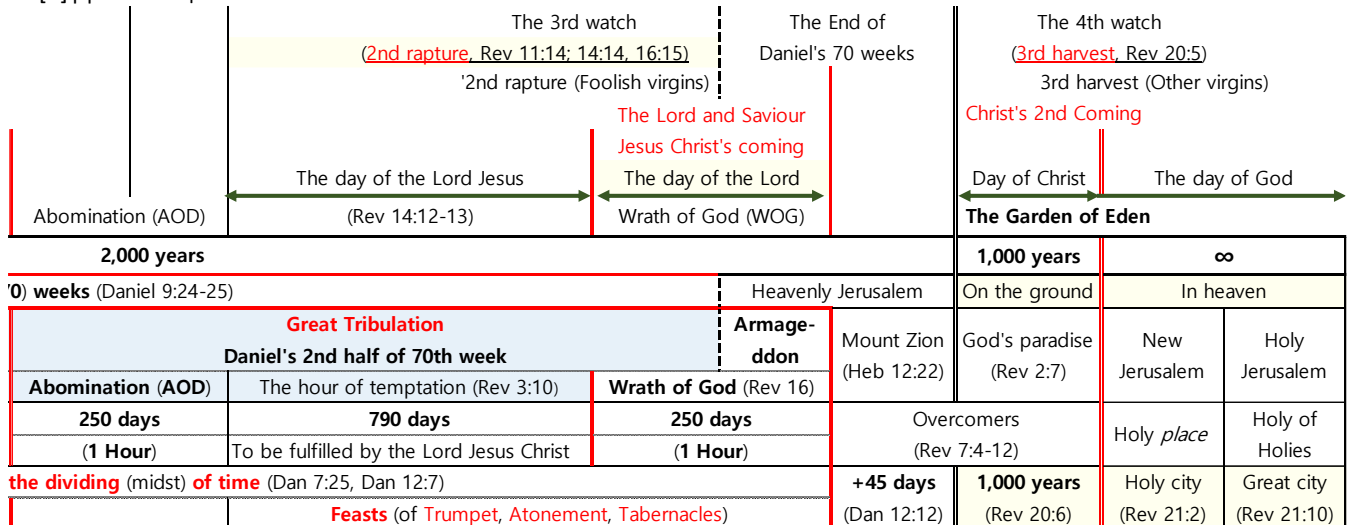 The 3rd watch
The End of
The 4th watch
(2nd rapture, Rev 11:14; 14:14, 16:15)
Daniel's 70 weeks
(3rd harvest, Rev 20:5)
'2nd rapture (Foolish virgins)
3rd harvest (Other virgins)
The Lord and Saviour
Christ's 2nd Coming
Jesus Christ's coming
The day of the Lord Jesus
The day of the Lord
Day of Christ
The day of God
Abomination (AOD)
(Rev 14:12-13)
Wrath of God (WOG)
The Garden of Eden
2,000 years
1,000 years
∞
0) weeks (Daniel 9:24-25)
Heavenly Jerusalem
On the ground
In heaven
Great Tribulation
Armage-
Daniel's 2nd half of 70th week
ddon
Mount Zion
(Heb 12:22)
God's paradise
(Rev 2:7)
New
Jerusalem
Holy
Jerusalem
Abomination (AOD)
The hour of temptation (Rev 3:10)
Wrath of God (Rev 16)
250 days
790 days
250 days
Overcomers
(Rev 7:4-12)
Holy place
Holy of
Holies
(1 Hour)
To be fulfilled by the Lord Jesus Christ
(1 Hour)
the dividing (midst) of time (Dan 7:25, Dan 12:7)
+45 days
1,000 years
Holy city
Great city
Feasts (of Trumpet, Atonement, Tabernacles)
(Dan 12:12)
(Rev 20:6)
(Rev 21:2)
(Rev 21:10)